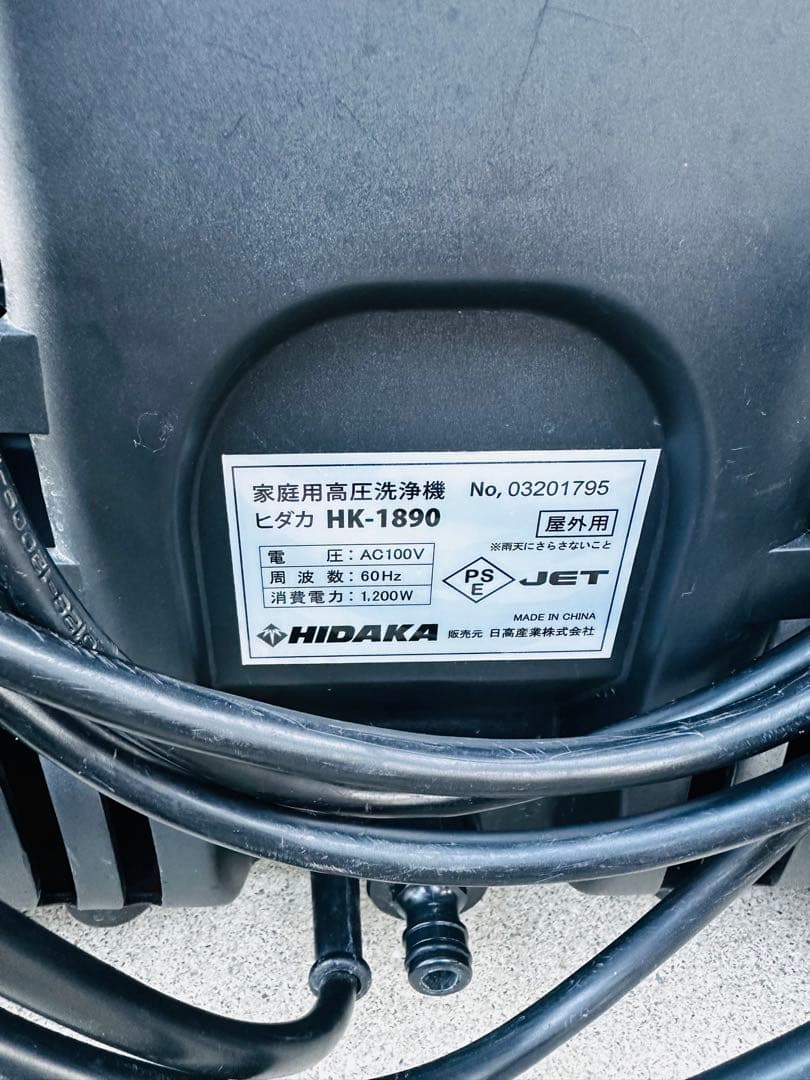 家庭用高圧洗浄機 No, 03201795
ヒダカ HK-1890 屋外用
※雨天にさらさないこと
電圧:AC100V
周波数:60Hz
消費電力:1,200W
PS
E
JET
MADE IN CHINA
HIDAKA 販売元 日高産業株式会社